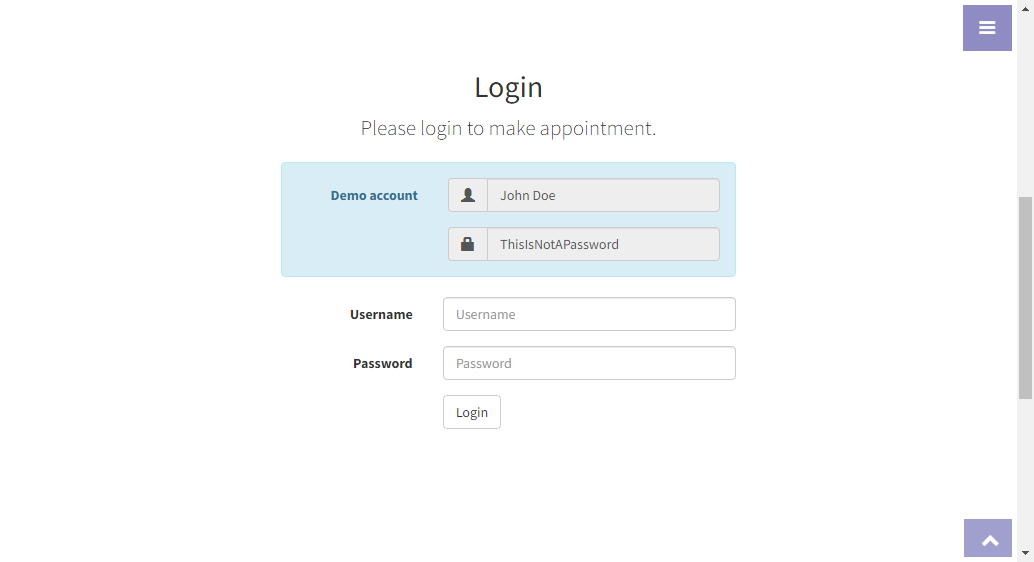 Login
Please login to make appointment.
Demo account
John Doe
ThisIsNotAPassword
Username
Username
Password
Password
Login